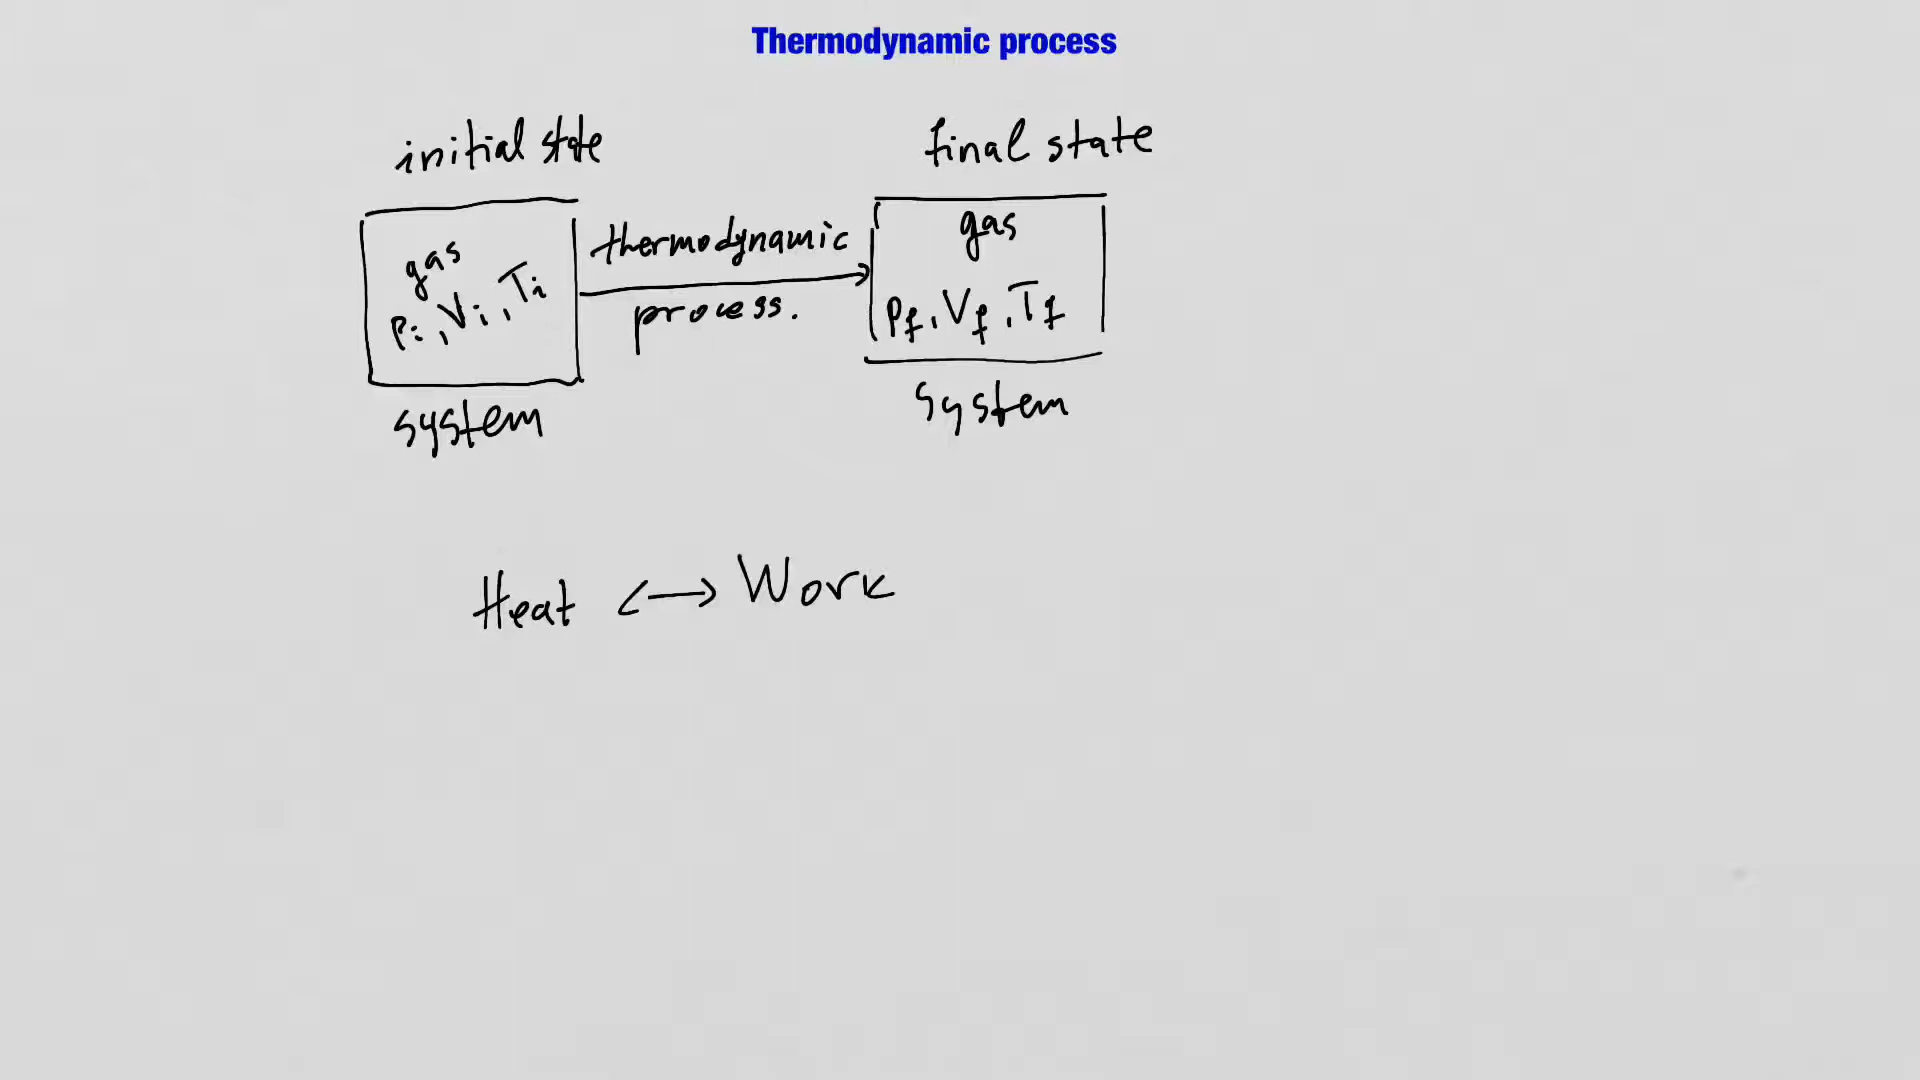 Thermodynamic process
initial state
final state
gas
Pi, Vi, Ti
thermodynamic
process.
gas
Pf, Vf, Tf
system
system
Heat <-> Work